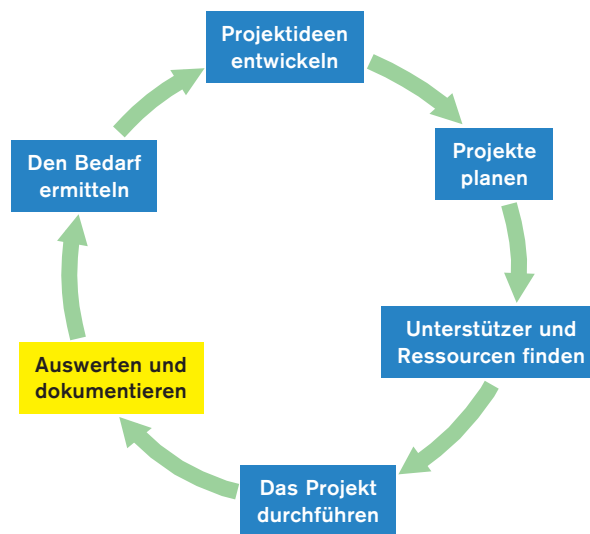 Projektideen
entwickeln
Projekte
planen
Unterstützer und
Ressourcen finden
Das Projekt
durchführen
Auswerten und
dokumentieren
Den Bedarf
ermitteln